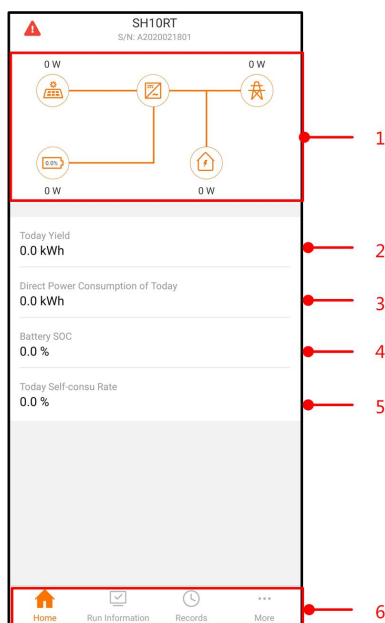 SH10RT
S/N: A2020021801
0 W
0 W
0.0%
0 W
0 W
1
Today Yield
0.0 kWh
2
Direct Power Consumption of Today
0.0 kWh
3
Battery SOC
0.0 %
4
Today Self-consu Rate
0.0 %
5
Home
Run Information
Records
More
6